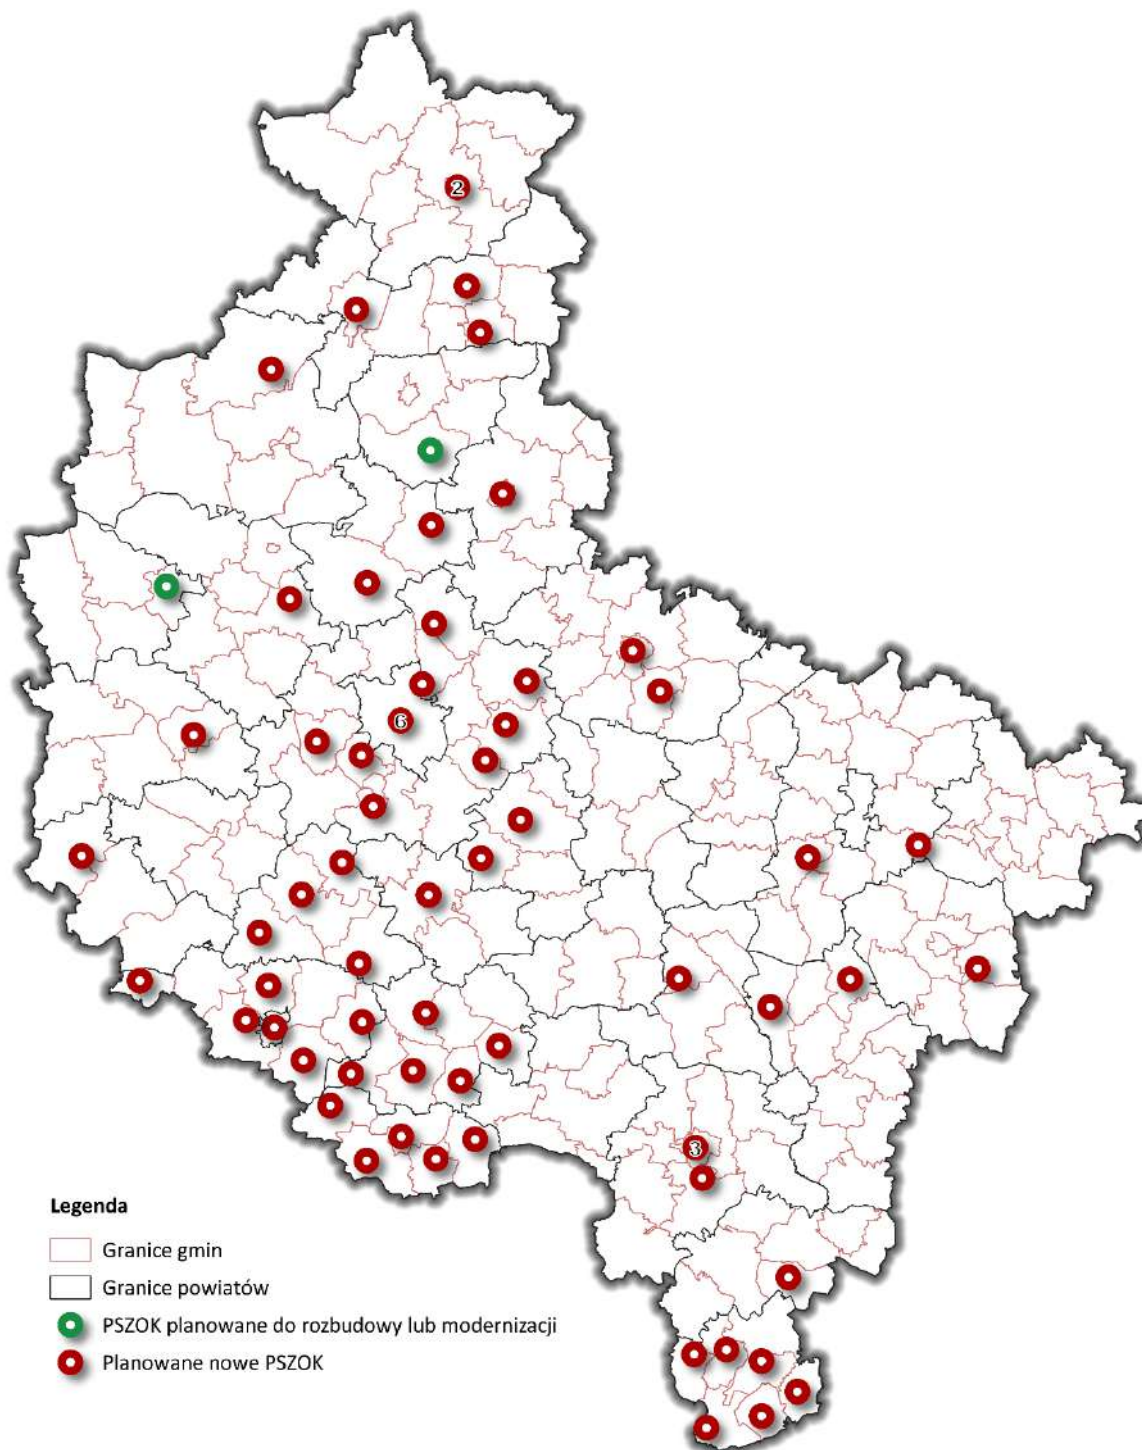 2
6
3
Legenda
Granice gmin
Granice powiatów
PSZOK planowane do rozbudowy lub modernizacji
Planowane nowe PSZOK